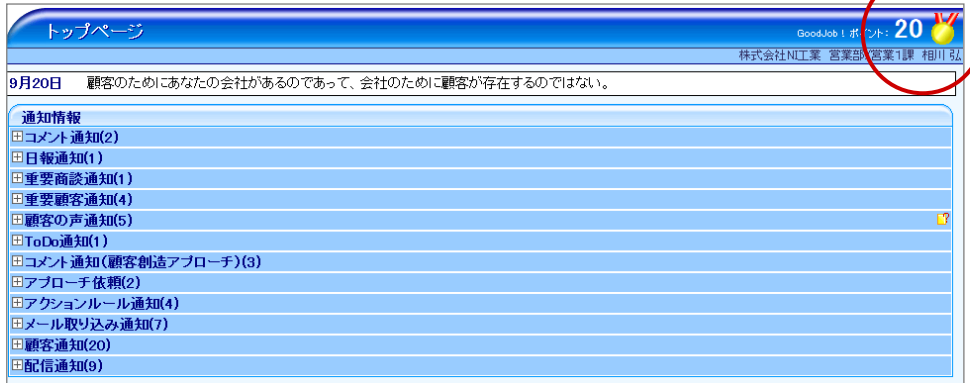 トップページ
GoodJob！ポイント: 20
株式会社NI工業 営業部/営業1課 相川 弘
9月20日 顧客のためにあなたの会社があるのであって、会社のために顧客が存在するのではない。
通知情報
コメント通知(2)
日報通知(1)
重要商談通知(1)
重要顧客通知(4)
顧客の声通知(5)
ToDo通知(1)
コメント通知(顧客創造アプローチ)(3)
アプローチ依頼(2)
アクションルール通知(4)
メール取り込み通知(7)
顧客通知(20)
配信通知(9)